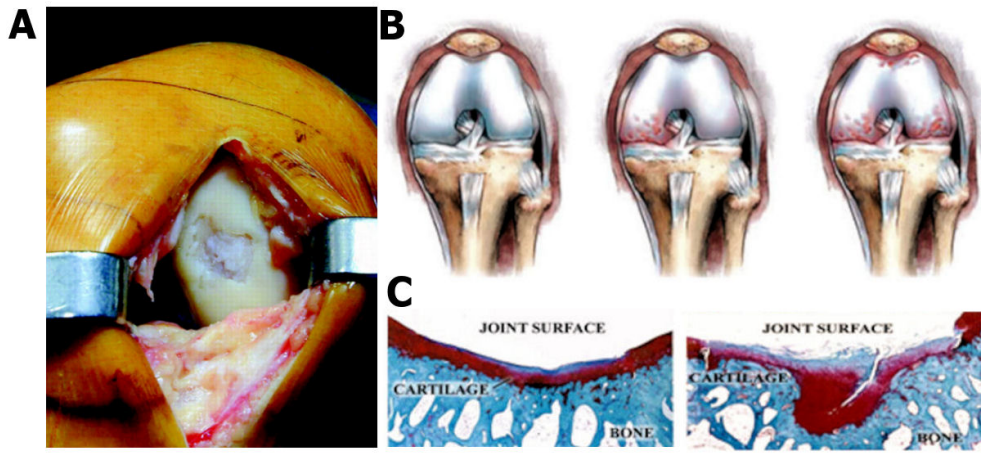 A
B
C
JOINT SURFACE
CARTILAGE
BONE
JOINT SURFACE
CARTILAGE
BONE